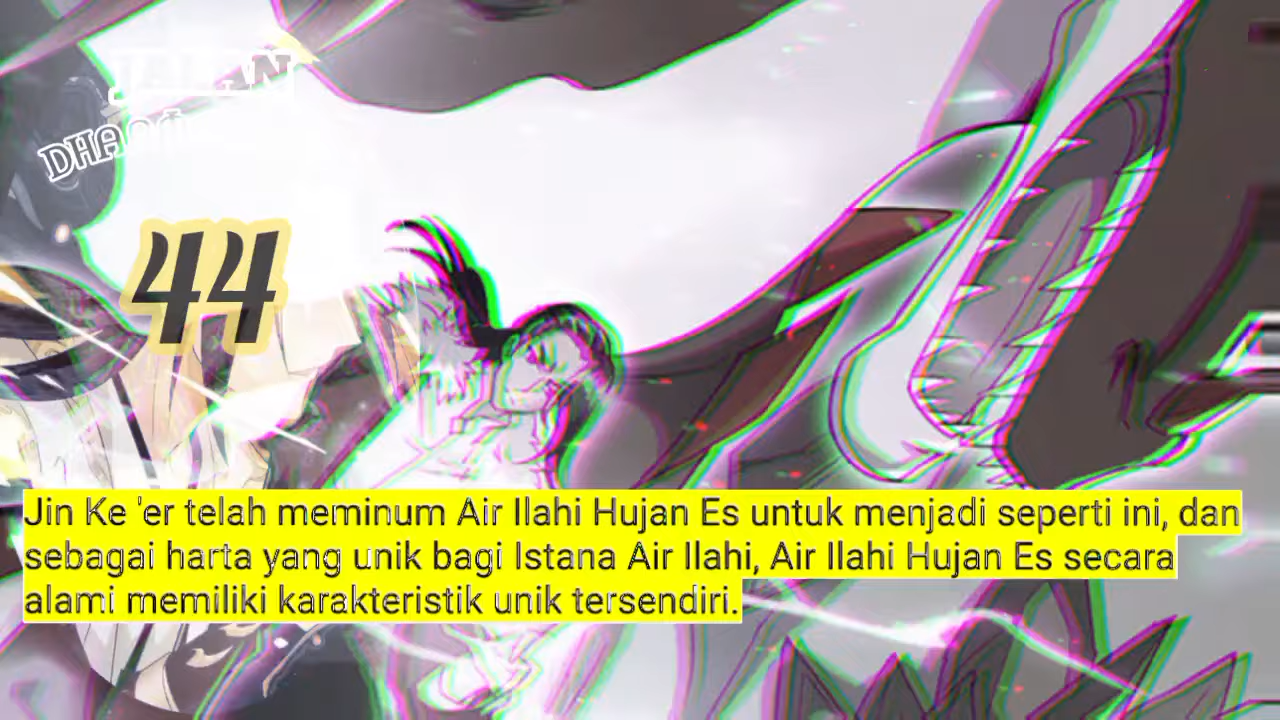 44
Jin Ke 'er telah meminum Air Ilahi Hujan Es untuk menjadi seperti ini, dan
sebagai harta yang unik bagi Istana Air Ilahi, Air Ilahi Hujan Es secara
alami memiliki karakteristik unik tersendiri.